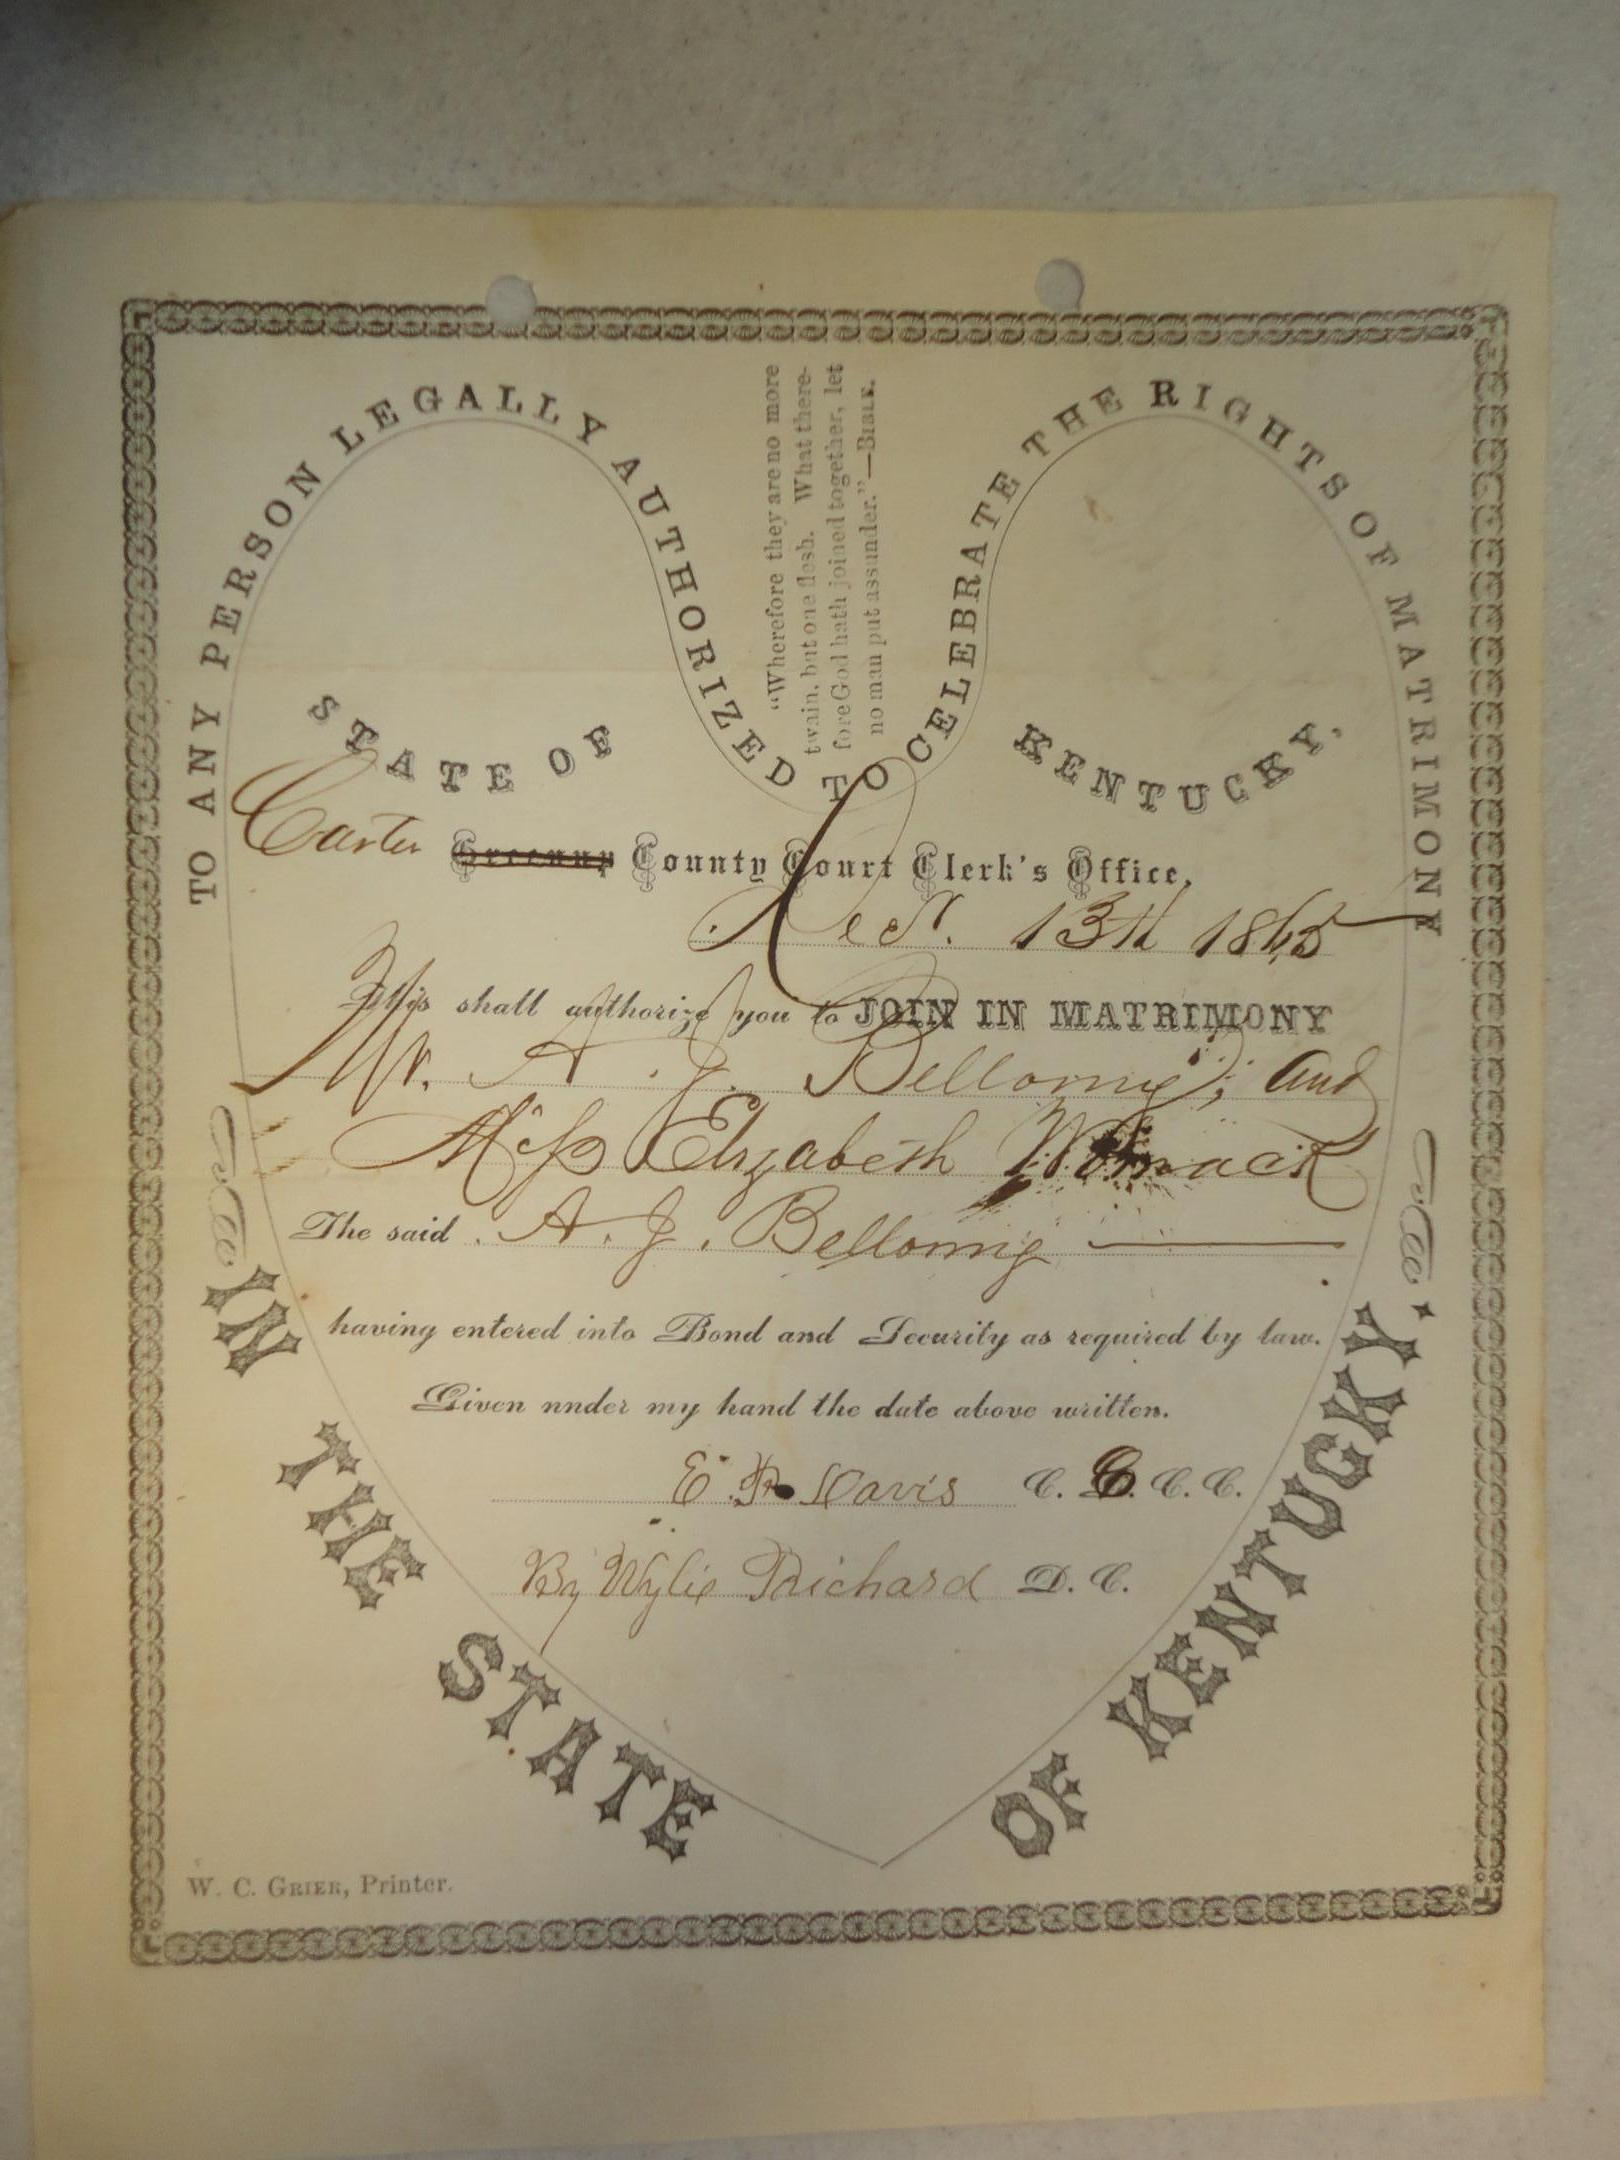 TO ANY PERSON LEGALLY AUTHORIZED TO CELEBRATE THE RIGHTS OF MATRIMONY
"Wherefore they are no more
twain, but one flesh. What there-
fore God hath joined together, let
no man put assunder."—BIBLE.
STATE OF KENTUCKY,
Carter Greenup County Court Clerk's Office,
Dec'r. 13th 1865
This shall authorize you to JOIN IN MATRIMONY
Mr. A. J. Bellomy, and
Miss Elizabeth Womack
The said A. J. Bellomy
having entered into Bond and Security as required by law.
Given nnder my hand the date above written.
E. Davis C. C. C. C.
By Wylie Prichard D. C.
IN THE STATE OF KENTUCKY.
W. C. GRIER, Printer.